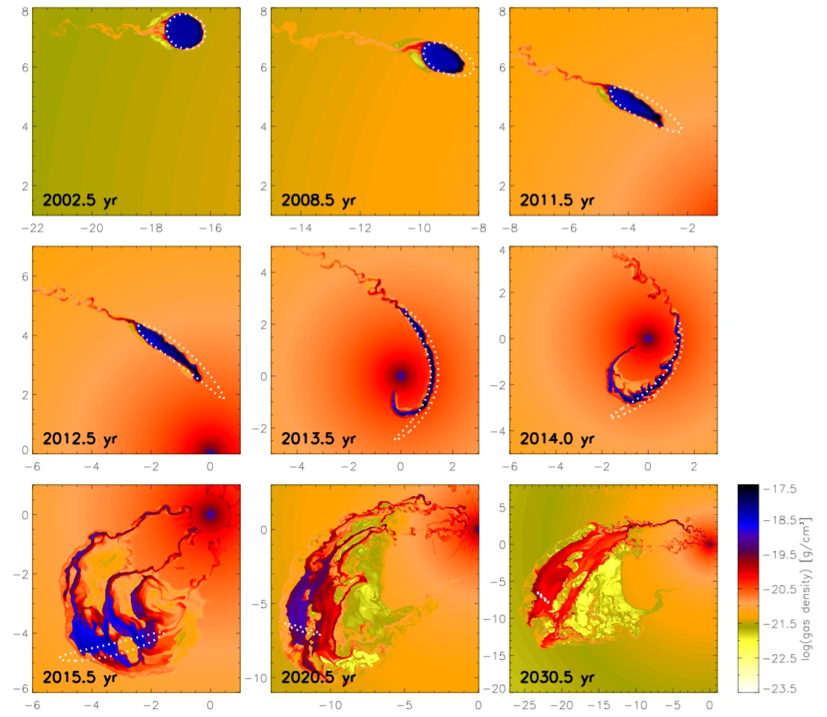 8
6
4
2
2002.5 yr
-22 -20 -18 -16
8
6
4
2
2008.5 yr
-14 -12 -10 -8
8
6
4
2
2011.5 yr
-8 -6 -4 -2
6
4
2
0
2012.5 yr
-6 -4 -2 0
4
2
0
-2
2013.5 yr
-4 -2 0 2
4
2
0
-2
-4
2014.0 yr
-6 -4 -2 0 2
0
-2
-4
-6
2015.5 yr
-6 -4 -2 0
0
-5
-10
2020.5 yr
-10 -5 0
5
0
-5
-10
-15
-20
2030.5 yr
-25 -20 -15 -10 -5 0
-17.5
-18.5
-19.5
-20.5
-21.5
-22.5
-23.5
log(gas density) [g/cm³]